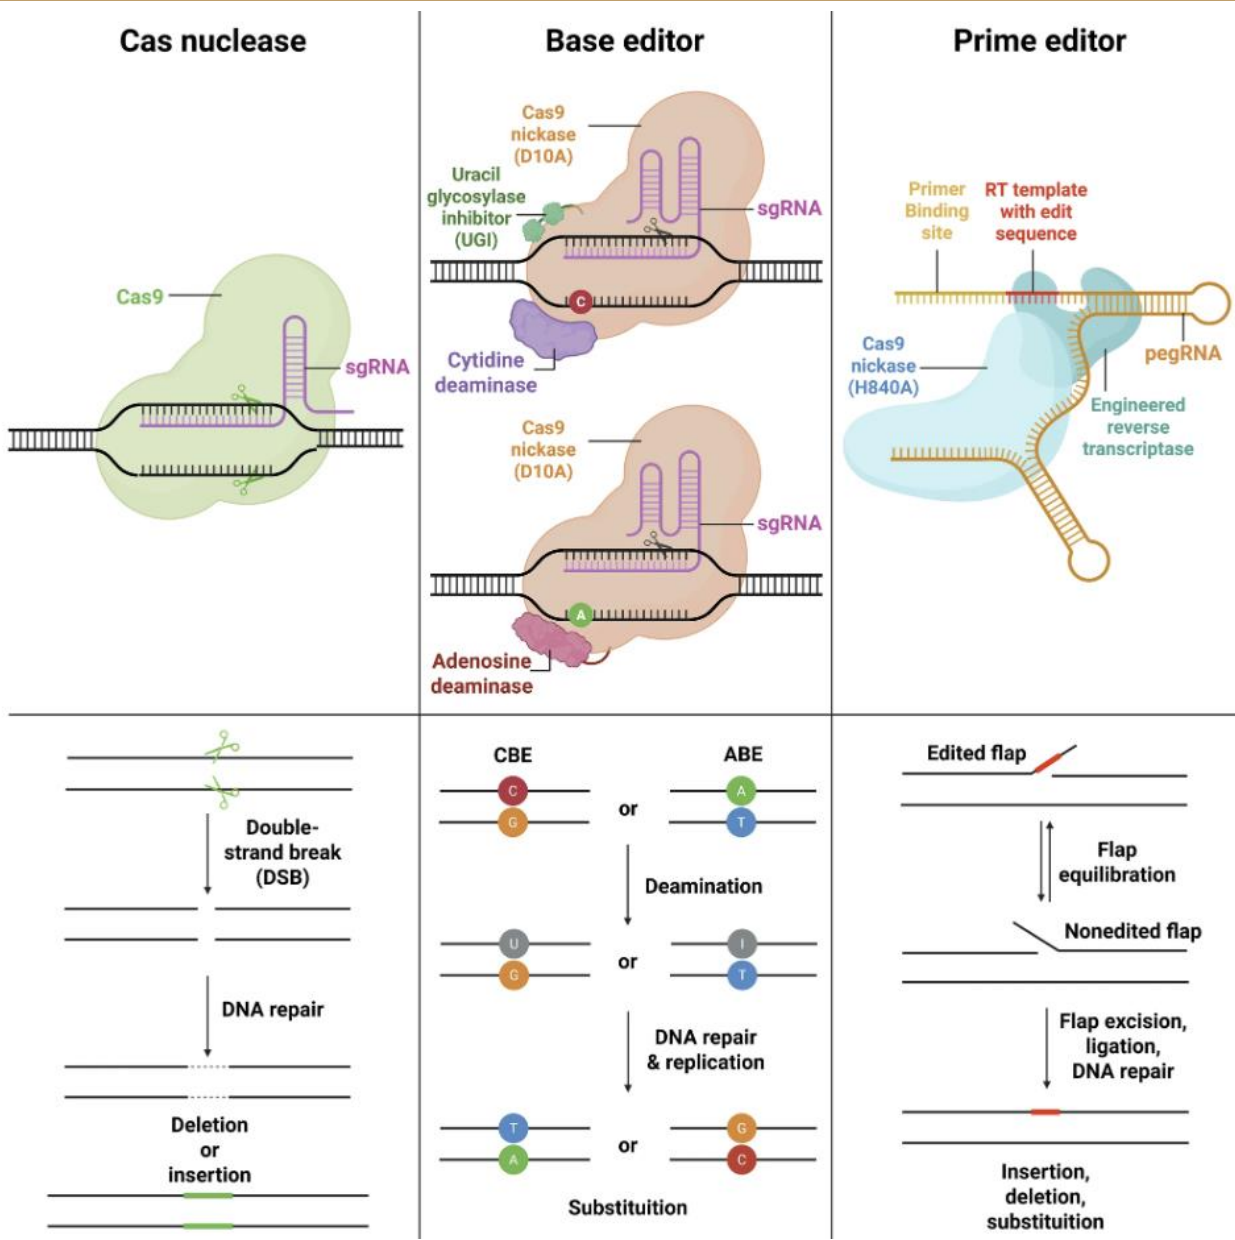 Cas nuclease
Cas9
sgRNA
Double-
strand break
(DSB)
DNA repair
Deletion
or
insertion
Base editor
Cas9
nickase
(D10A)
Uracil
glycosylase
inhibitor
(UGI)
sgRNA
C
Cytidine
deaminase
Cas9
nickase
(D10A)
sgRNA
A
Adenosine
deaminase
CBE
ABE
C
A
or
G
T
Deamination
U
I
or
G
T
DNA repair
& replication
T
G
or
A
C
Substituition
Prime editor
Primer
Binding
site
RT template
with edit
sequence
Cas9
nickase
(H840A)
pegRNA
Engineered
reverse
transcriptase
Edited flap
Flap
equilibration
Nonedited flap
Flap excision,
ligation,
DNA repair
Insertion,
deletion,
substituition